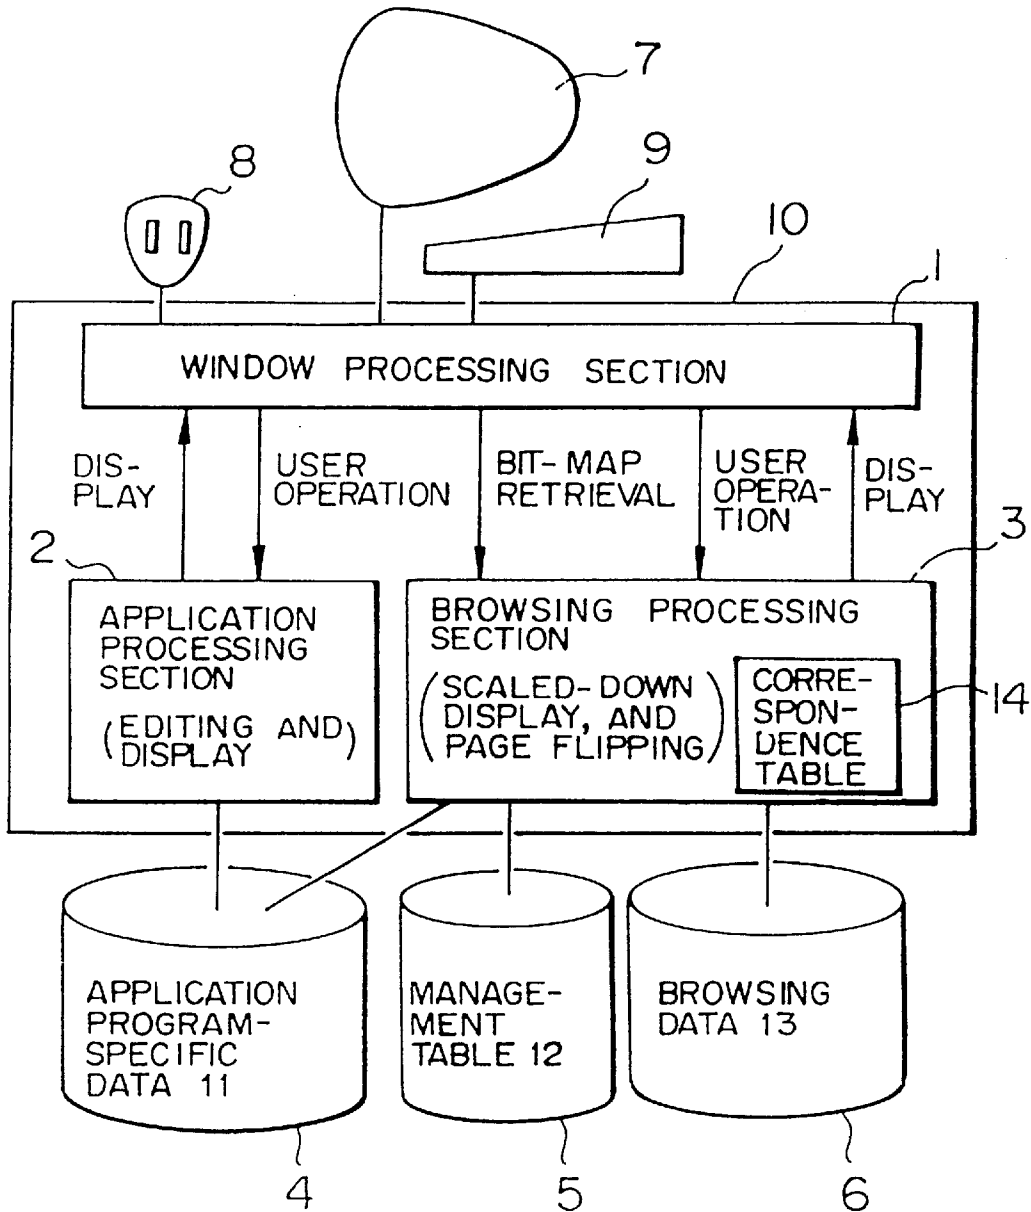 7
9
8
10
1
WINDOW PROCESSING SECTION
DIS-
PLAY
USER
OPERATION
BIT-MAP
RETRIEVAL
USER
OPERA-
TION
DIS-
PLAY
2
3
APPLICATION
PROCESSING
SECTION
(EDITING AND
DISPLAY)
BROWSING PROCESSING
SECTION
(SCALED-DOWN
DISPLAY, AND
PAGE FLIPPING)
CORRE-
SPON-
DENCE
TABLE
14
APPLICATION
PROGRAM-
SPECIFIC
DATA 11
MANAGE-
MENT
TABLE 12
BROWSING
DATA 13
4
5
6